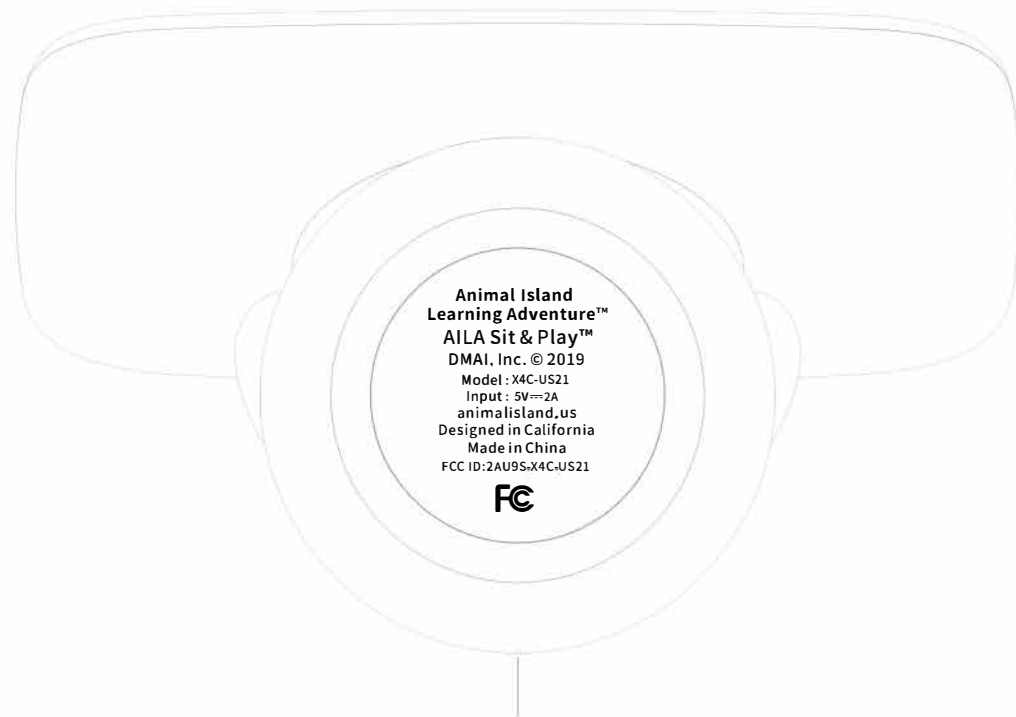 Animal Island
Learning Adventure™
AILA Sit & Play™
DMAI, Inc. © 2019
Model : X4C-US21
Input : 5V⎓2A
animalisland.us
Designed in California
Made in China
FCC ID:2AU9S-X4C-US21
FC